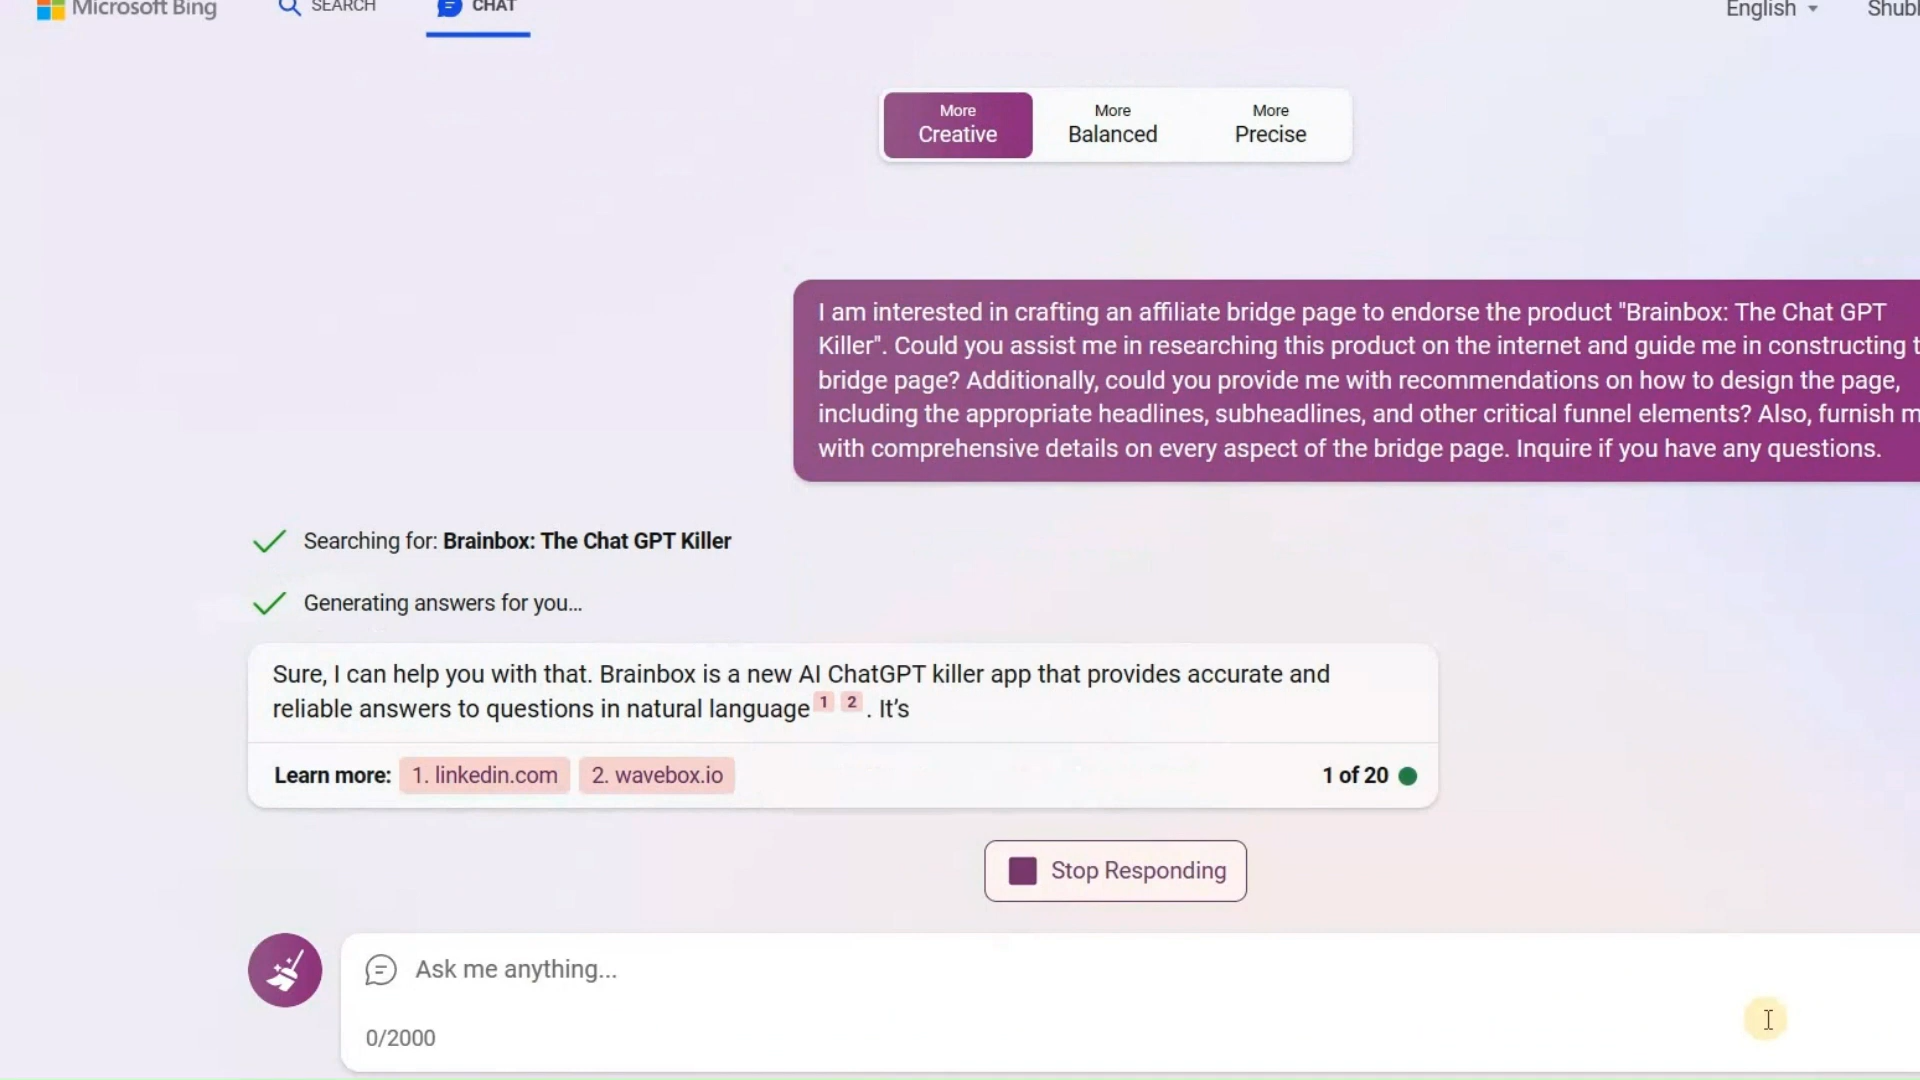 Microsoft Bing
SEARCH
CHAT
English
Shubh
More
Creative
More
Balanced
More
Precise
I am interested in crafting an affiliate bridge page to endorse the product "Brainbox: The Chat GPT
Killer". Could you assist me in researching this product on the internet and guide me in constructing t
bridge page? Additionally, could you provide me with recommendations on how to design the page,
including the appropriate headlines, subheadlines, and other critical funnel elements? Also, furnish m
with comprehensive details on every aspect of the bridge page. Inquire if you have any questions.
Searching for: Brainbox: The Chat GPT Killer
Generating answers for you...
Sure, I can help you with that. Brainbox is a new AI ChatGPT killer app that provides accurate and
reliable answers to questions in natural language 1 2 . It's
Learn more: 1. linkedin.com 2. wavebox.io 1 of 20
Stop Responding
Ask me anything...
0/2000